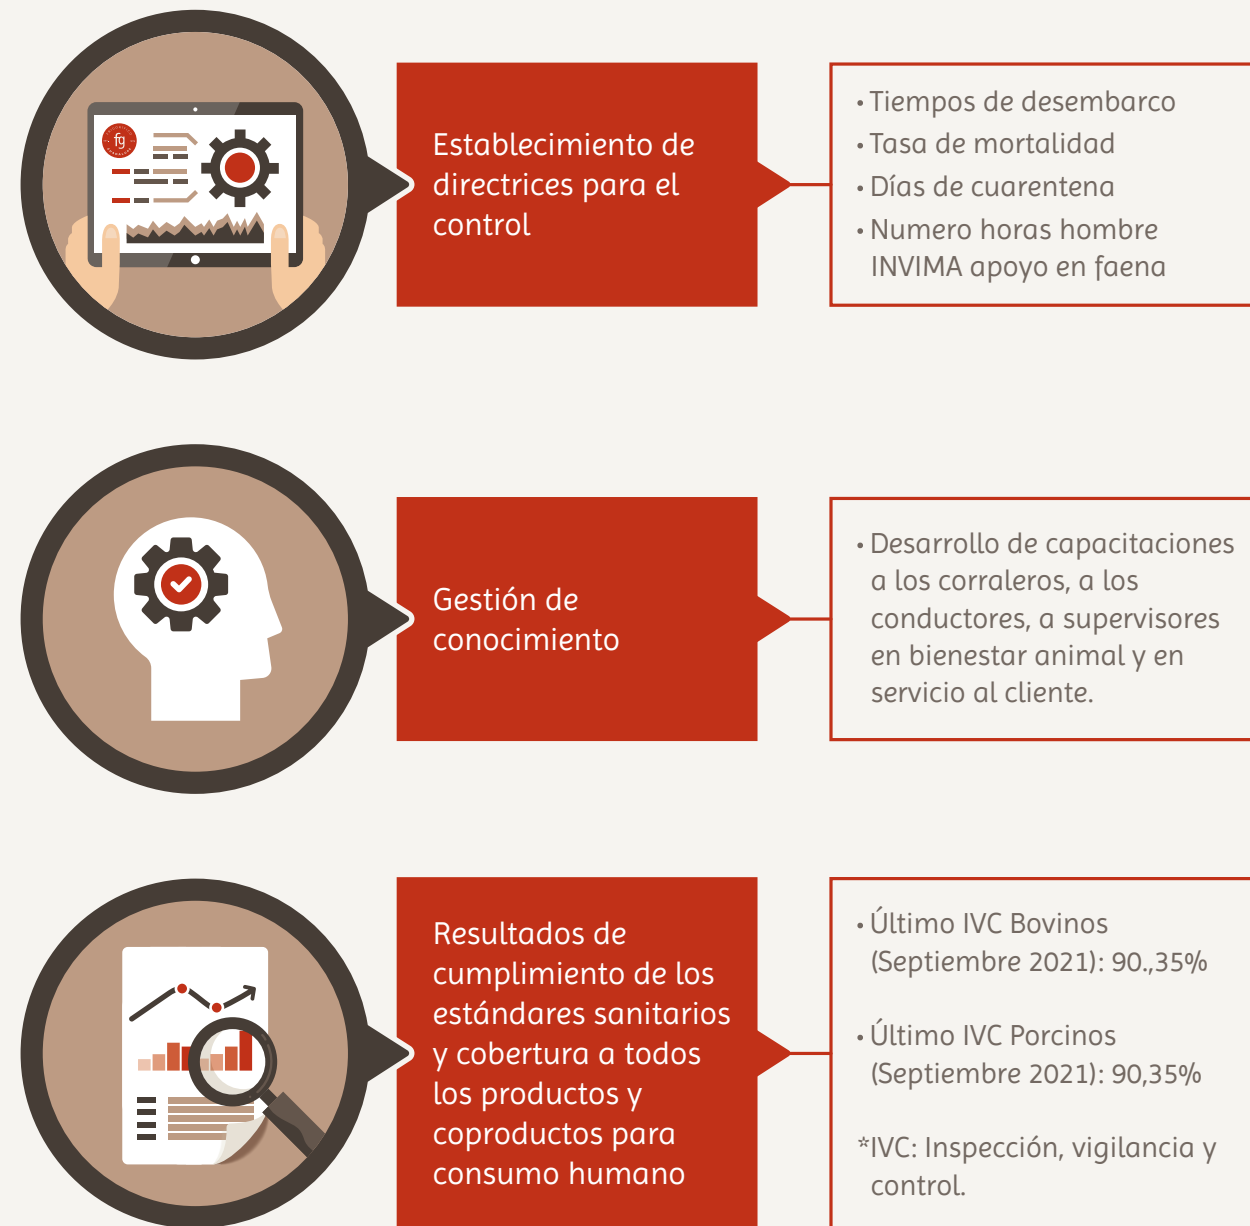 fg
Establecimiento de
directrices para el
control
• Tiempos de desembarco
• Tasa de mortalidad
• Días de cuarentena
• Numero horas hombre
INVIMA apoyo en faena
Gestión de
conocimiento
• Desarrollo de capacitaciones
a los corraleros, a los
conductores, a supervisores
en bienestar animal y en
servicio al cliente.
Resultados de
cumplimiento de los
estándares sanitarios
y cobertura a todos
los productos y
coproductos para
consumo humano
• Último IVC Bovinos
(Septiembre 2021): 90.,35%
• Último IVC Porcinos
(Septiembre 2021): 90,35%
*IVC: Inspección, vigilancia y
control.